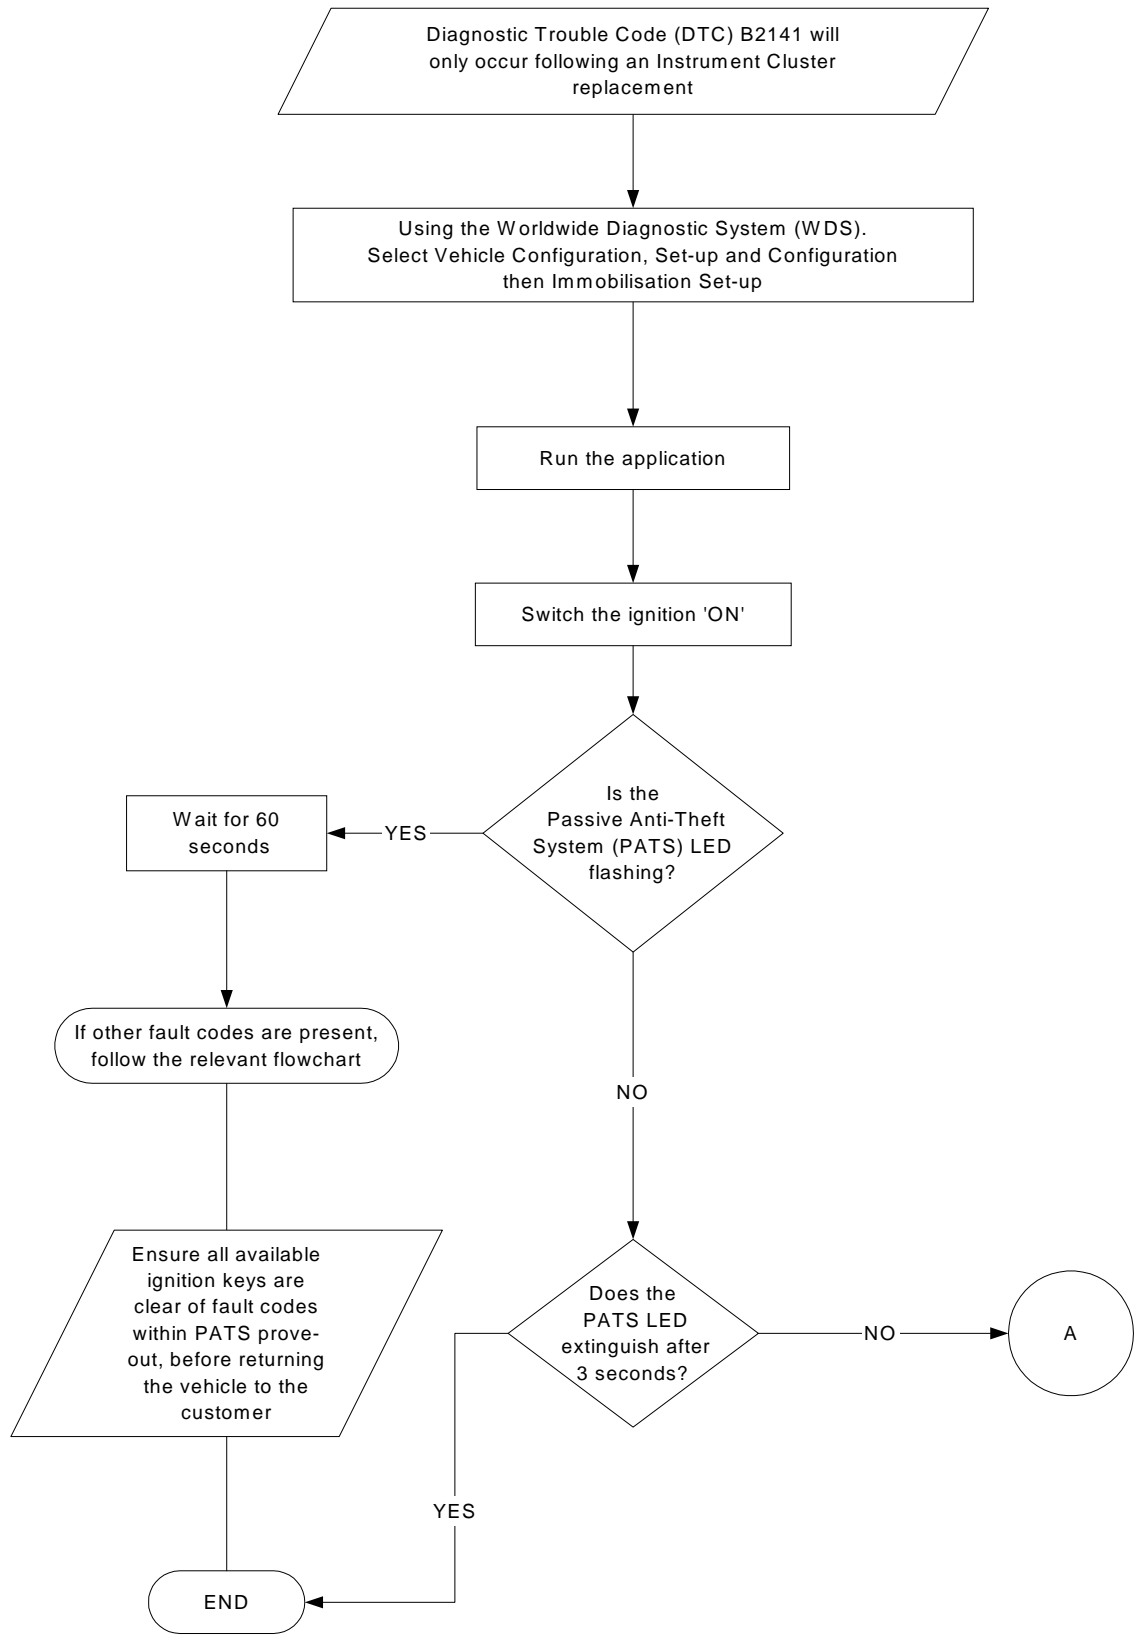 Diagnostic Trouble Code (DTC) B2141 will
only occur following an Instrument Cluster
replacement
Using the Worldwide Diagnostic System (WDS).
Select Vehicle Configuration, Set-up and Configuration
then Immobilisation Set-up
Run the application
Switch the ignition 'ON'
Is the
Passive Anti-Theft
System (PATS) LED
flashing?
YES
Wait for 60
seconds
If other fault codes are present,
follow the relevant flowchart
NO
Ensure all available
ignition keys are
clear of fault codes
within PATS prove-
out, before returning
the vehicle to the
customer
Does the
PATS LED
extinguish after
3 seconds?
NO
A
YES
END